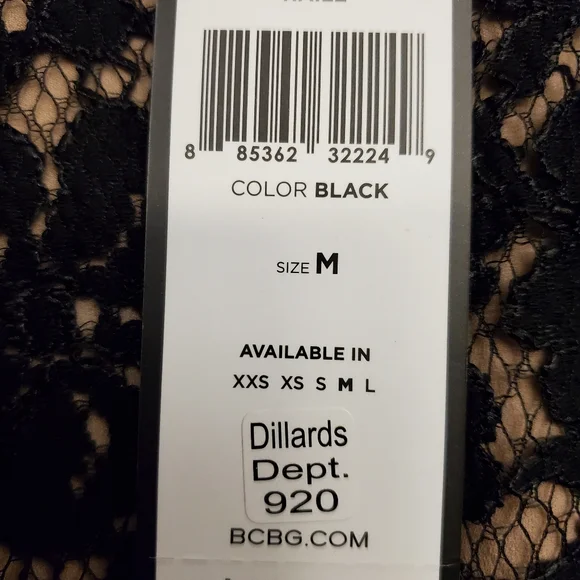 8 85362 32224 9
COLOR BLACK
SIZE M
AVAILABLE IN
XXS XS S M L
Dillards
Dept.
920
BCBG.COM